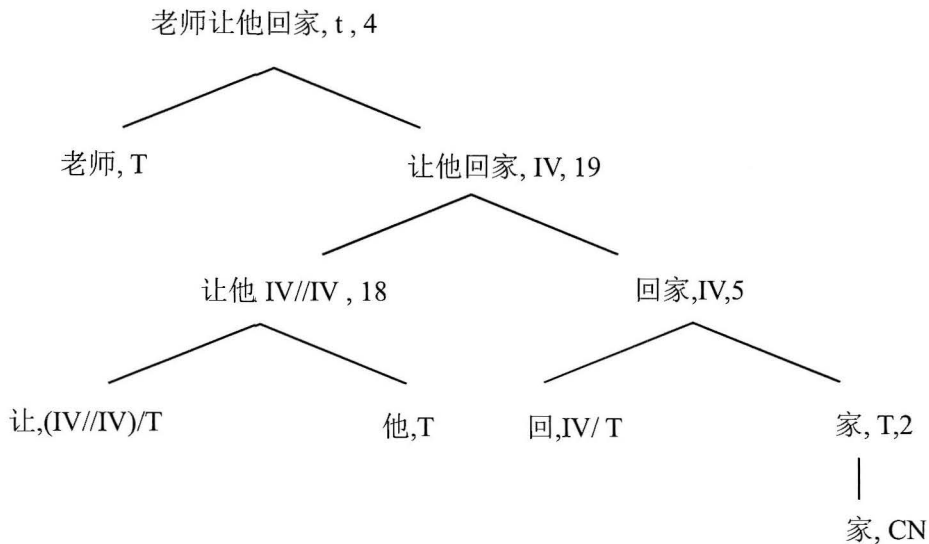 老师让他回家, t , 4
老师, T
让他回家, IV, 19
让他 IV//IV , 18
回家,IV,5
让,(IV//IV)/T
他,T
回,IV/ T
家, T,2
家, CN